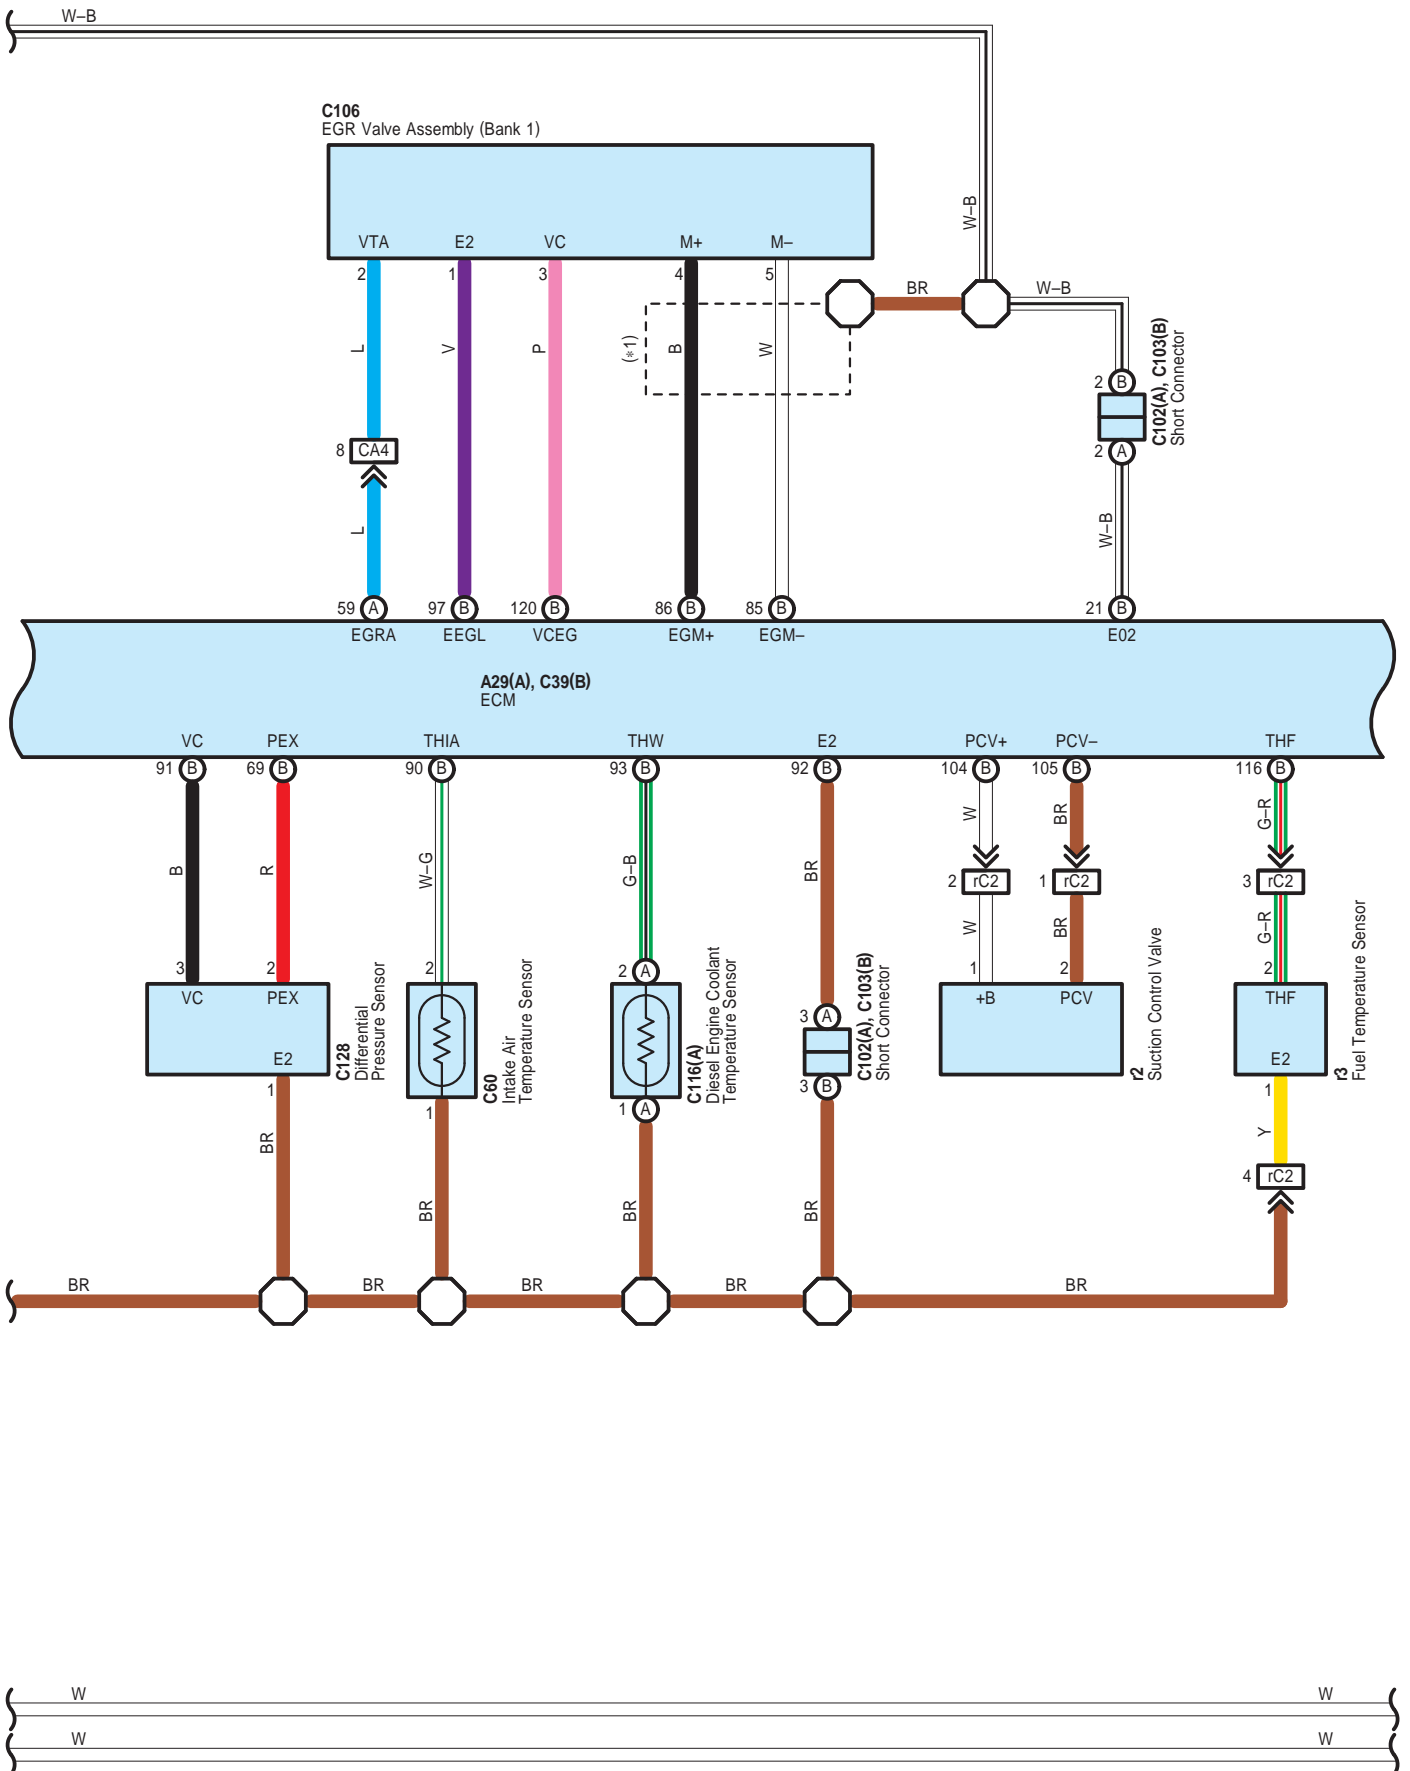 W–B
C106
EGR Valve Assembly (Bank 1)
VTA E2 VC M+ M–
2 1 3 4 5
W–B
BR W–B
L V P (*1) B W
2 B
C102(A), C103(B)
Short Connector
8 CA4
2 A
L W–B
59 A 97 B 120 B 86 B 85 B 21 B
EGRA EEGL VCEG EGM+ EGM– E02
A29(A), C39(B)
ECM
VC PEX THIA THW E2 PCV+ PCV– THF
91 B 69 B 90 B 93 B 92 B 104 B 105 B 116 B
B R W–G G–B BR W BR G–R
2 rC2 1 rC2 3 rC2
W BR G–R
3 2 2 2 A 1 2 2
VC PEX +B PCV THF
3 A
E2 E2
C128
Differential
Pressure Sensor
C60
Intake Air
Temperature Sensor
C116(A)
Diesel Engine Coolant
Temperature Sensor
C102(A), C103(B)
Short Connector
r2
Suction Control Valve
r3
Fuel Temperature Sensor
1 1 1 A 3 B 1
BR BR BR BR Y
4 rC2
BR BR BR BR BR
W W
W W